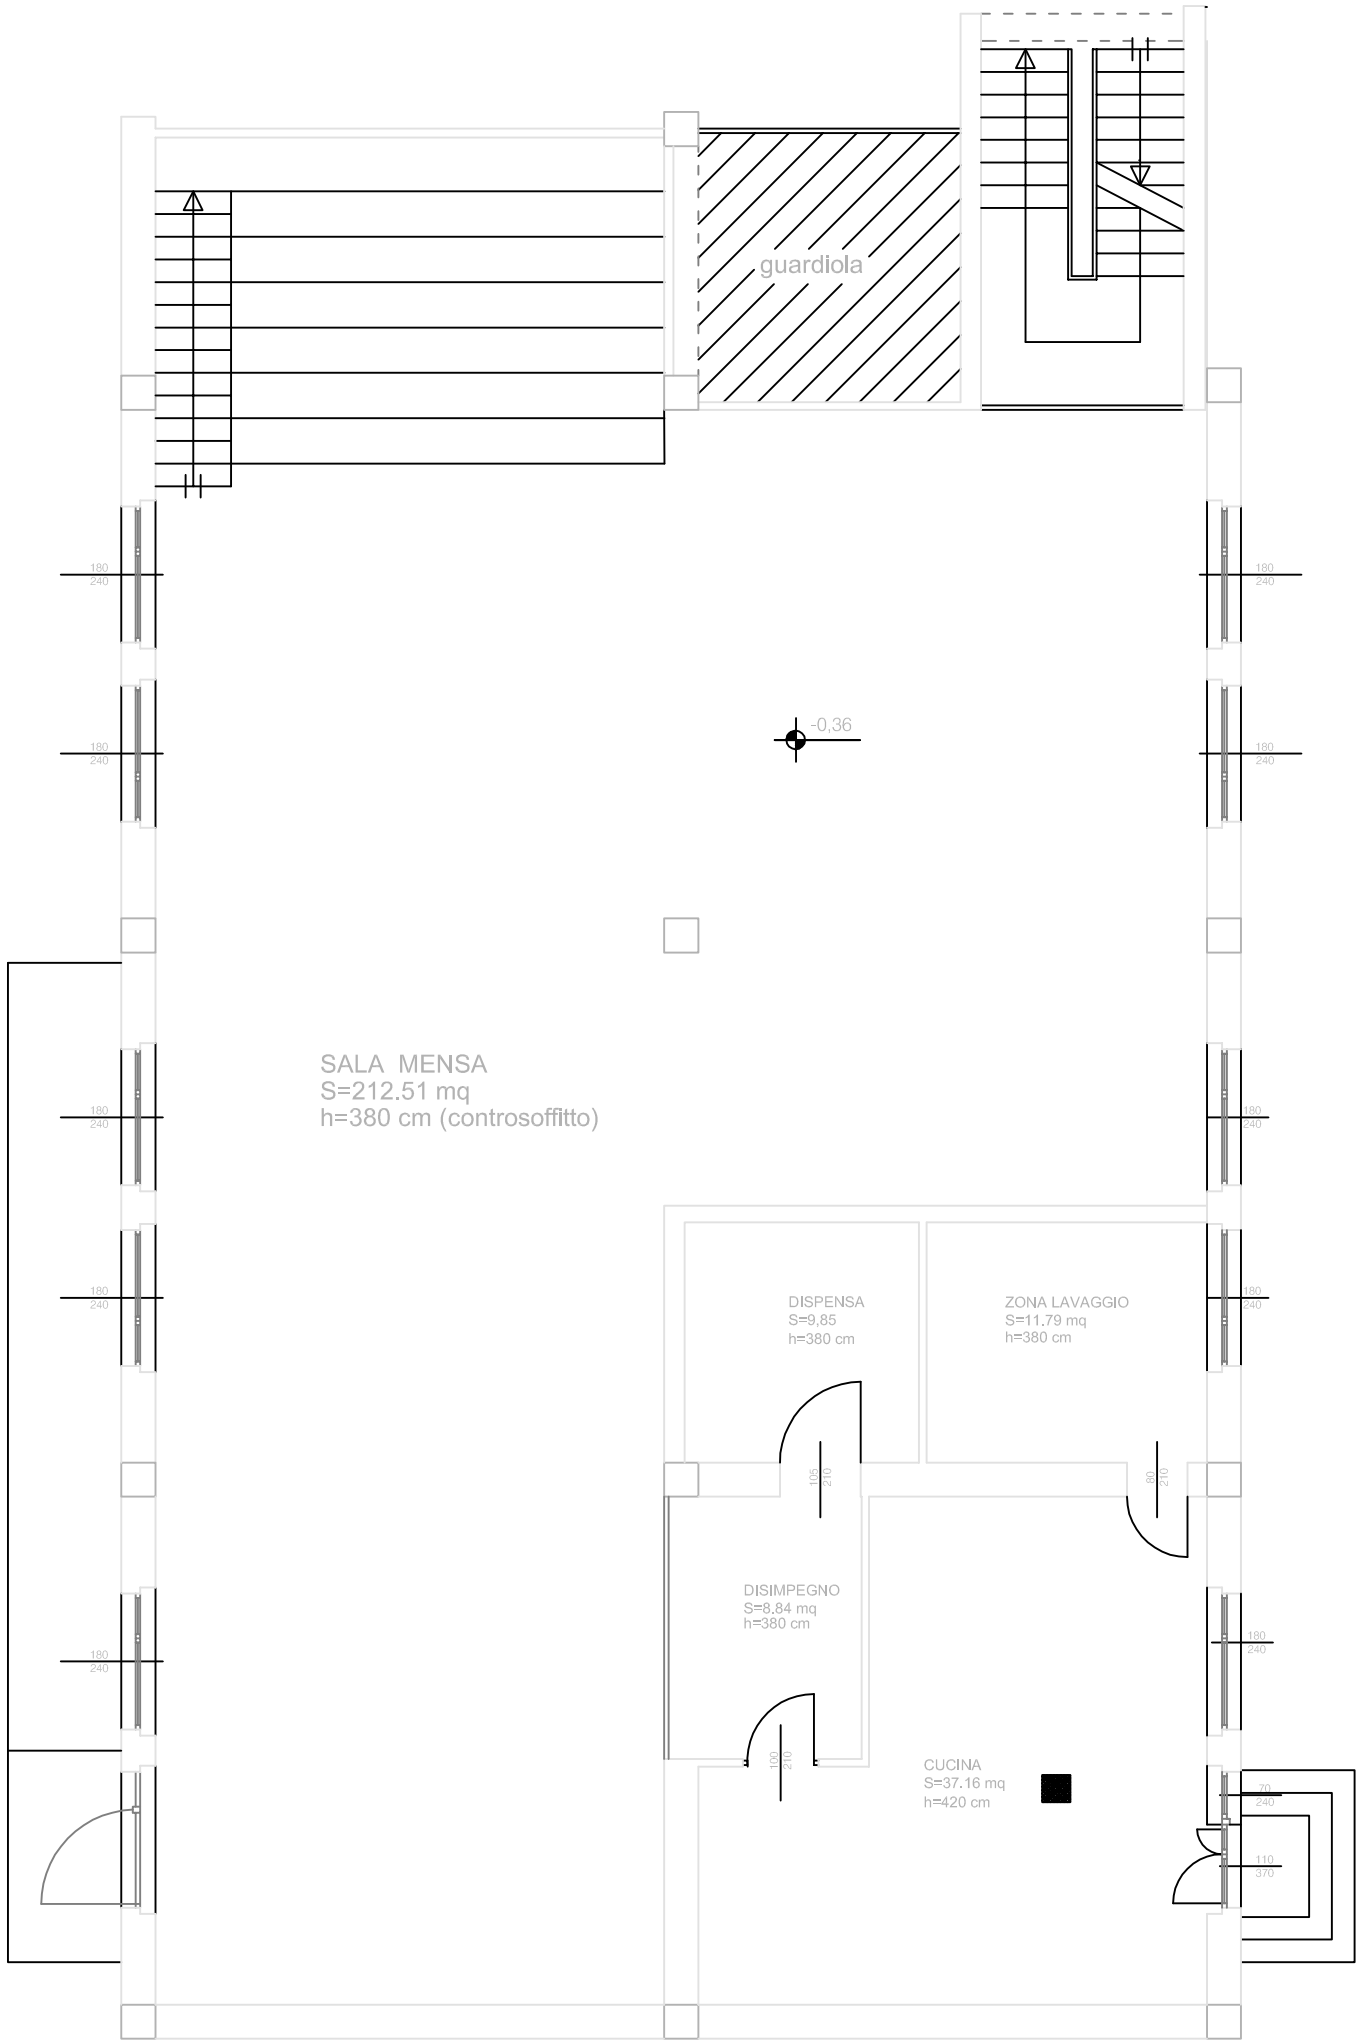 guardiola
180
240
180
240
180
240
180
240
-0,36
SALA MENSA
S=212.51 mq
h=380 cm (controsoffitto)
180
240
180
240
180
240
180
240
DISPENSA
S=9,85
h=380 cm
ZONA LAVAGGIO
S=11.79 mq
h=380 cm
105
210
80
210
DISIMPEGNO
S=8.84 mq
h=380 cm
180
240
180
240
100
210
CUCINA
S=37.16 mq
h=420 cm
70
240
110
370